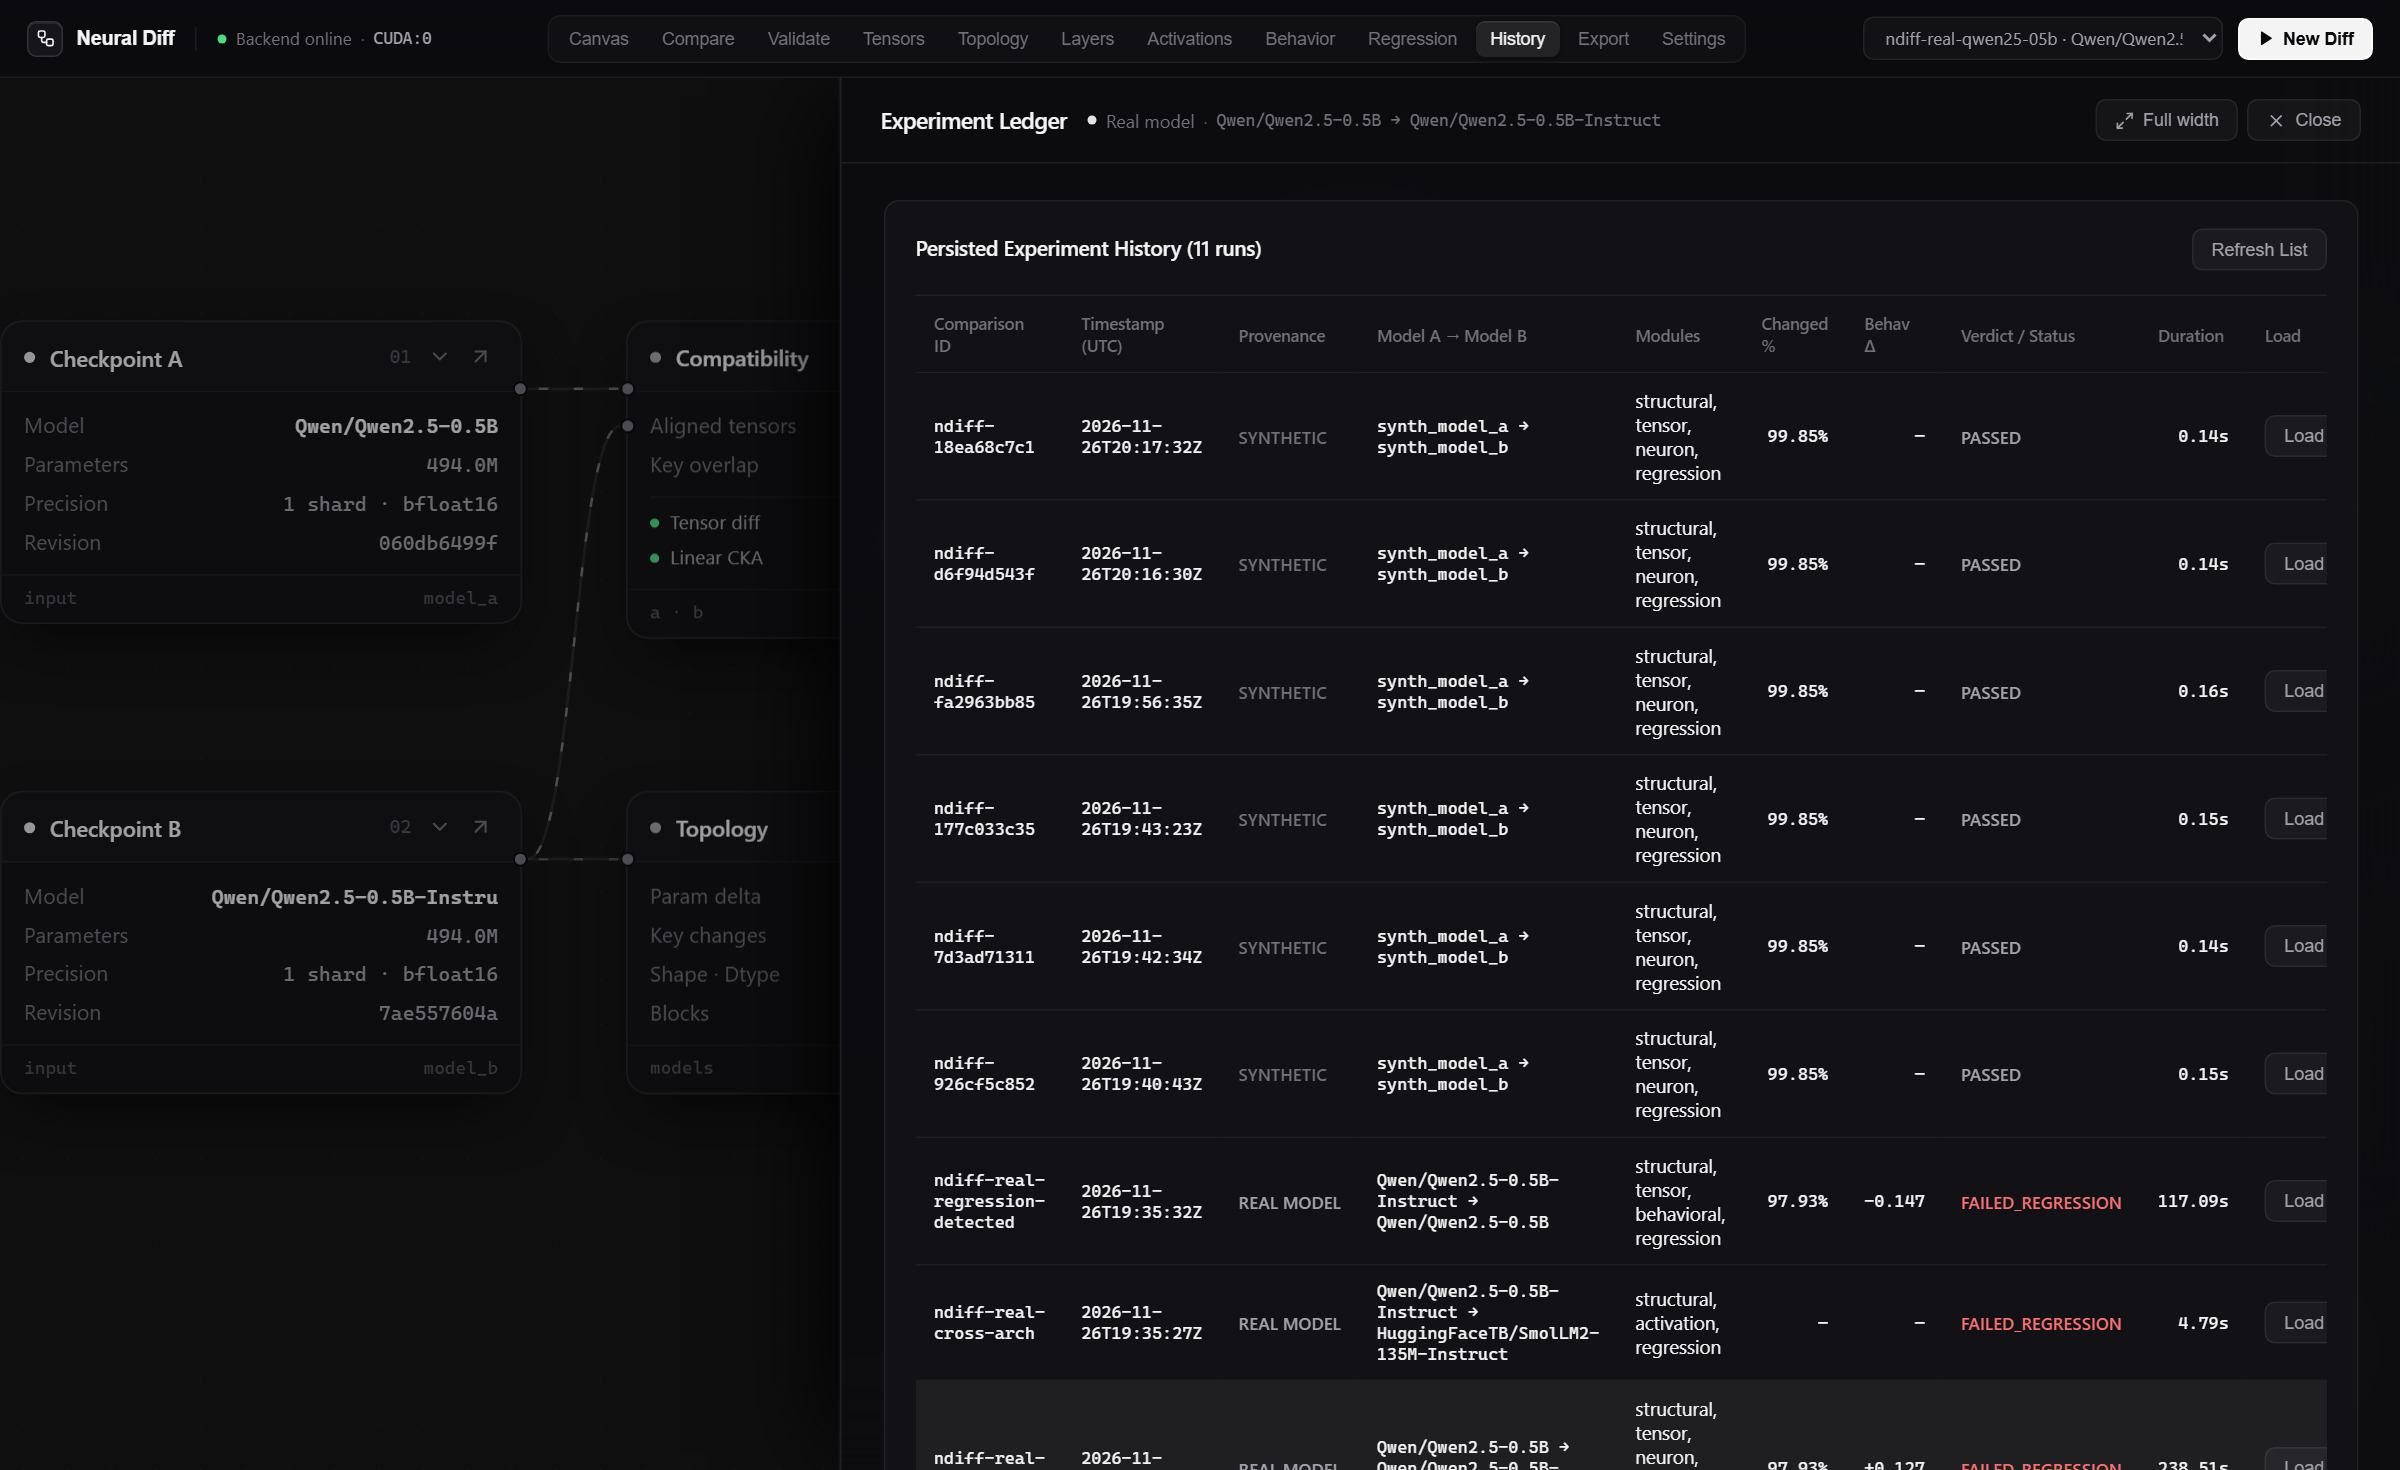 Neural Diff
Backend online · CUDA:0
Canvas Compare Validate Tensors Topology Layers Activations Behavior Regression History Export Settings
ndiff-real-qwen25-05b · Qwen/Qwen2.5
New Diff
Checkpoint A 01
Model Qwen/Qwen2.5-0.5B
Parameters 494.0M
Precision 1 shard · bfloat16
Revision 060db6499f
input model_a
Checkpoint B 02
Model Qwen/Qwen2.5-0.5B-Instru
Parameters 494.0M
Precision 1 shard · bfloat16
Revision 7ae557604a
input model_b
Compatibility
Aligned tensors
Key overlap
Tensor diff
Linear CKA
a · b
Topology
Param delta
Key changes
Shape · Dtype
Blocks
models
Experiment Ledger Real model · Qwen/Qwen2.5-0.5B → Qwen/Qwen2.5-0.5B-Instruct
Full width
Close
Persisted Experiment History (11 runs)
Refresh List
Comparison ID Timestamp (UTC) Provenance Model A → Model B Modules Changed % Behav Δ Verdict / Status Duration Load
ndiff-18ea68c7c1 2026-11-26T20:17:32Z SYNTHETIC synth_model_a → synth_model_b structural, tensor, neuron, regression 99.85% – PASSED 0.14s Load
ndiff-d6f94d543f 2026-11-26T20:16:30Z SYNTHETIC synth_model_a → synth_model_b structural, tensor, neuron, regression 99.85% – PASSED 0.14s Load
ndiff-fa2963bb85 2026-11-26T19:56:35Z SYNTHETIC synth_model_a → synth_model_b structural, tensor, neuron, regression 99.85% – PASSED 0.16s Load
ndiff-177c033c35 2026-11-26T19:43:23Z SYNTHETIC synth_model_a → synth_model_b structural, tensor, neuron, regression 99.85% – PASSED 0.15s Load
ndiff-7d3ad71311 2026-11-26T19:42:34Z SYNTHETIC synth_model_a → synth_model_b structural, tensor, neuron, regression 99.85% – PASSED 0.14s Load
ndiff-926cf5c852 2026-11-26T19:40:43Z SYNTHETIC synth_model_a → synth_model_b structural, tensor, neuron, regression 99.85% – PASSED 0.15s Load
ndiff-real-regression-detected 2026-11-26T19:35:32Z REAL MODEL Qwen/Qwen2.5-0.5B-Instruct → Qwen/Qwen2.5-0.5B structural, tensor, behavioral, regression 97.93% -0.147 FAILED_REGRESSION 117.09s Load
ndiff-real-cross-arch 2026-11-26T19:35:27Z REAL MODEL Qwen/Qwen2.5-0.5B-Instruct → HuggingFaceTB/SmolLM2-135M-Instruct structural, activation, regression – – FAILED_REGRESSION 4.79s Load
ndiff-real- 2026-11- REAL MODEL Qwen/Qwen2.5-0.5B → Qwen/Qwen2.5-0.5B- structural, tensor, neuron, 97.93% +0.127 FAILED_REGRESSION 238.51s Load